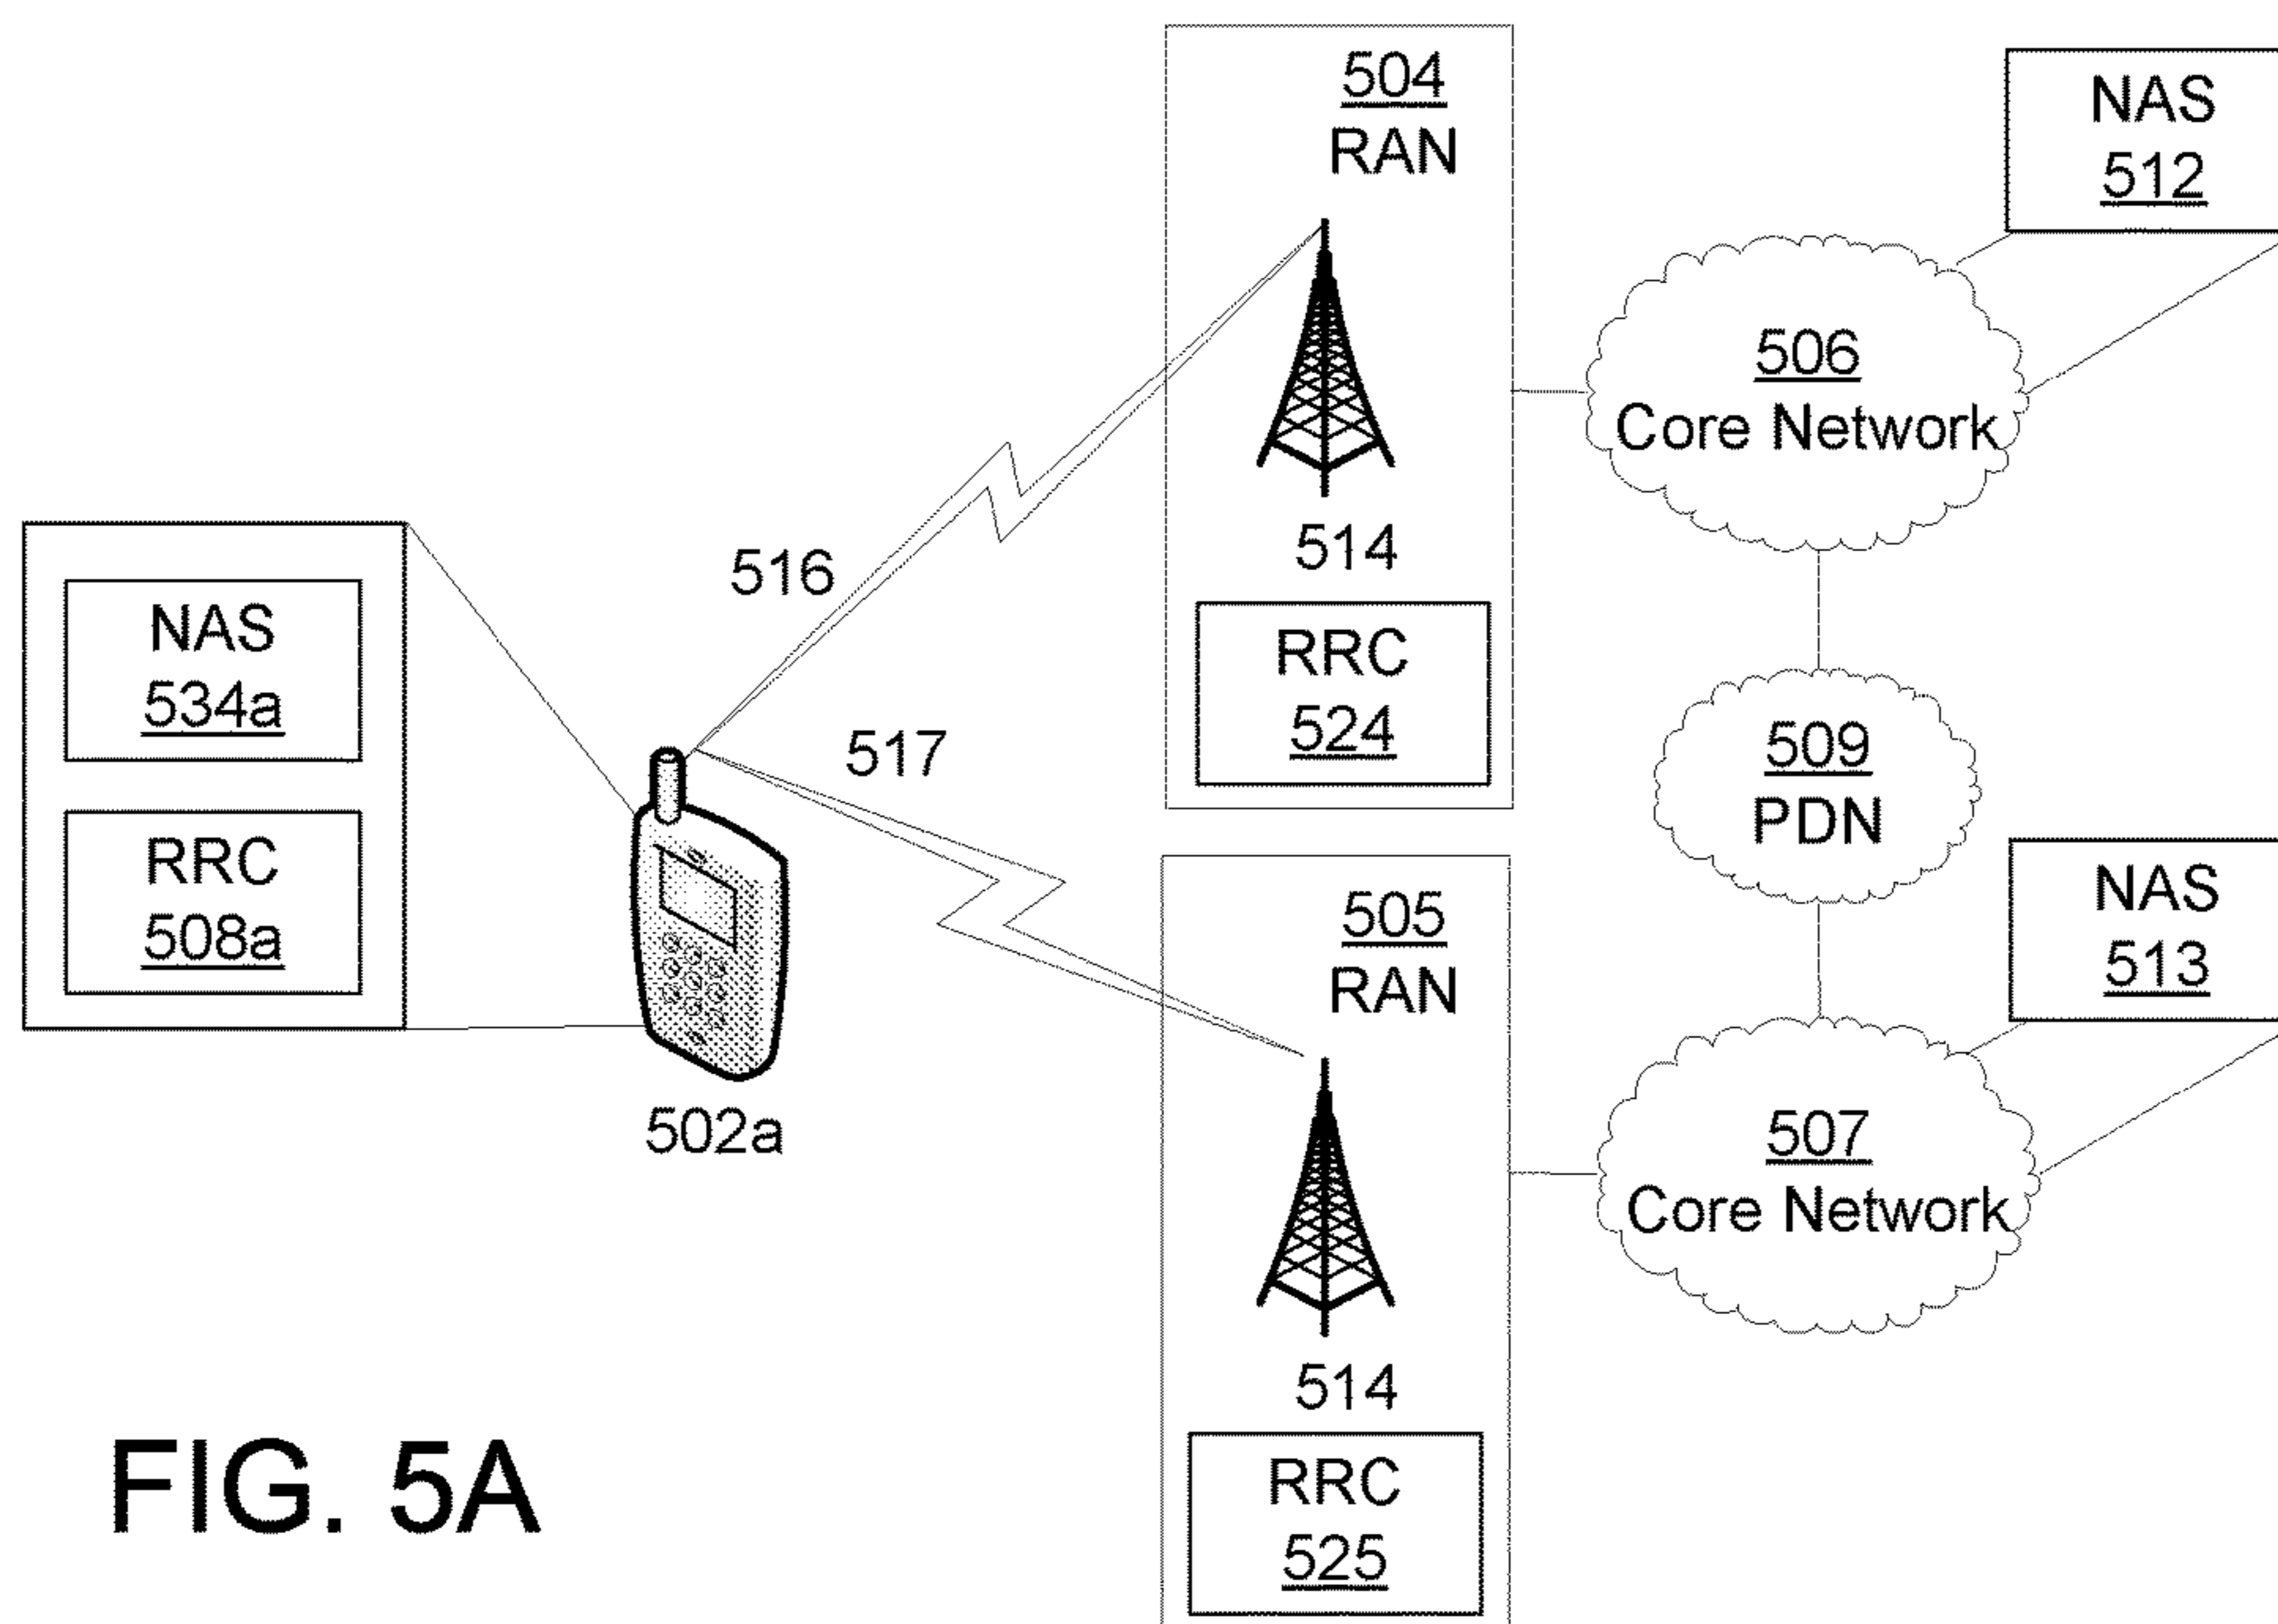 504
RAN
NAS
512
506
Core Network
516
514
NAS
534a
RRC
524
517
509
PDN
RRC
508a
505
RAN
NAS
513
502a
507
Core Network
514
RRC
525
FIG. 5A